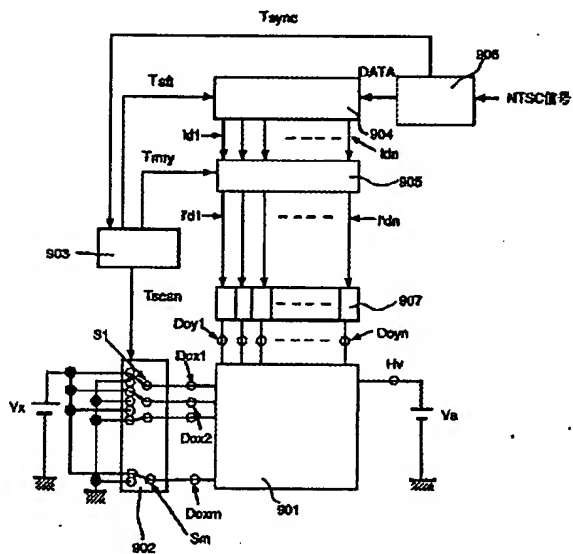 Tsync
906
DATA
Tsft
NTSC信号
904
Id1
Idn
Tmry
905
I'd1
I'dn
903
Tscan
907
Doy1
Doyn
S1
Dox1
Hv
Vx
Dox2
Va
901
902
Sm
Doxm